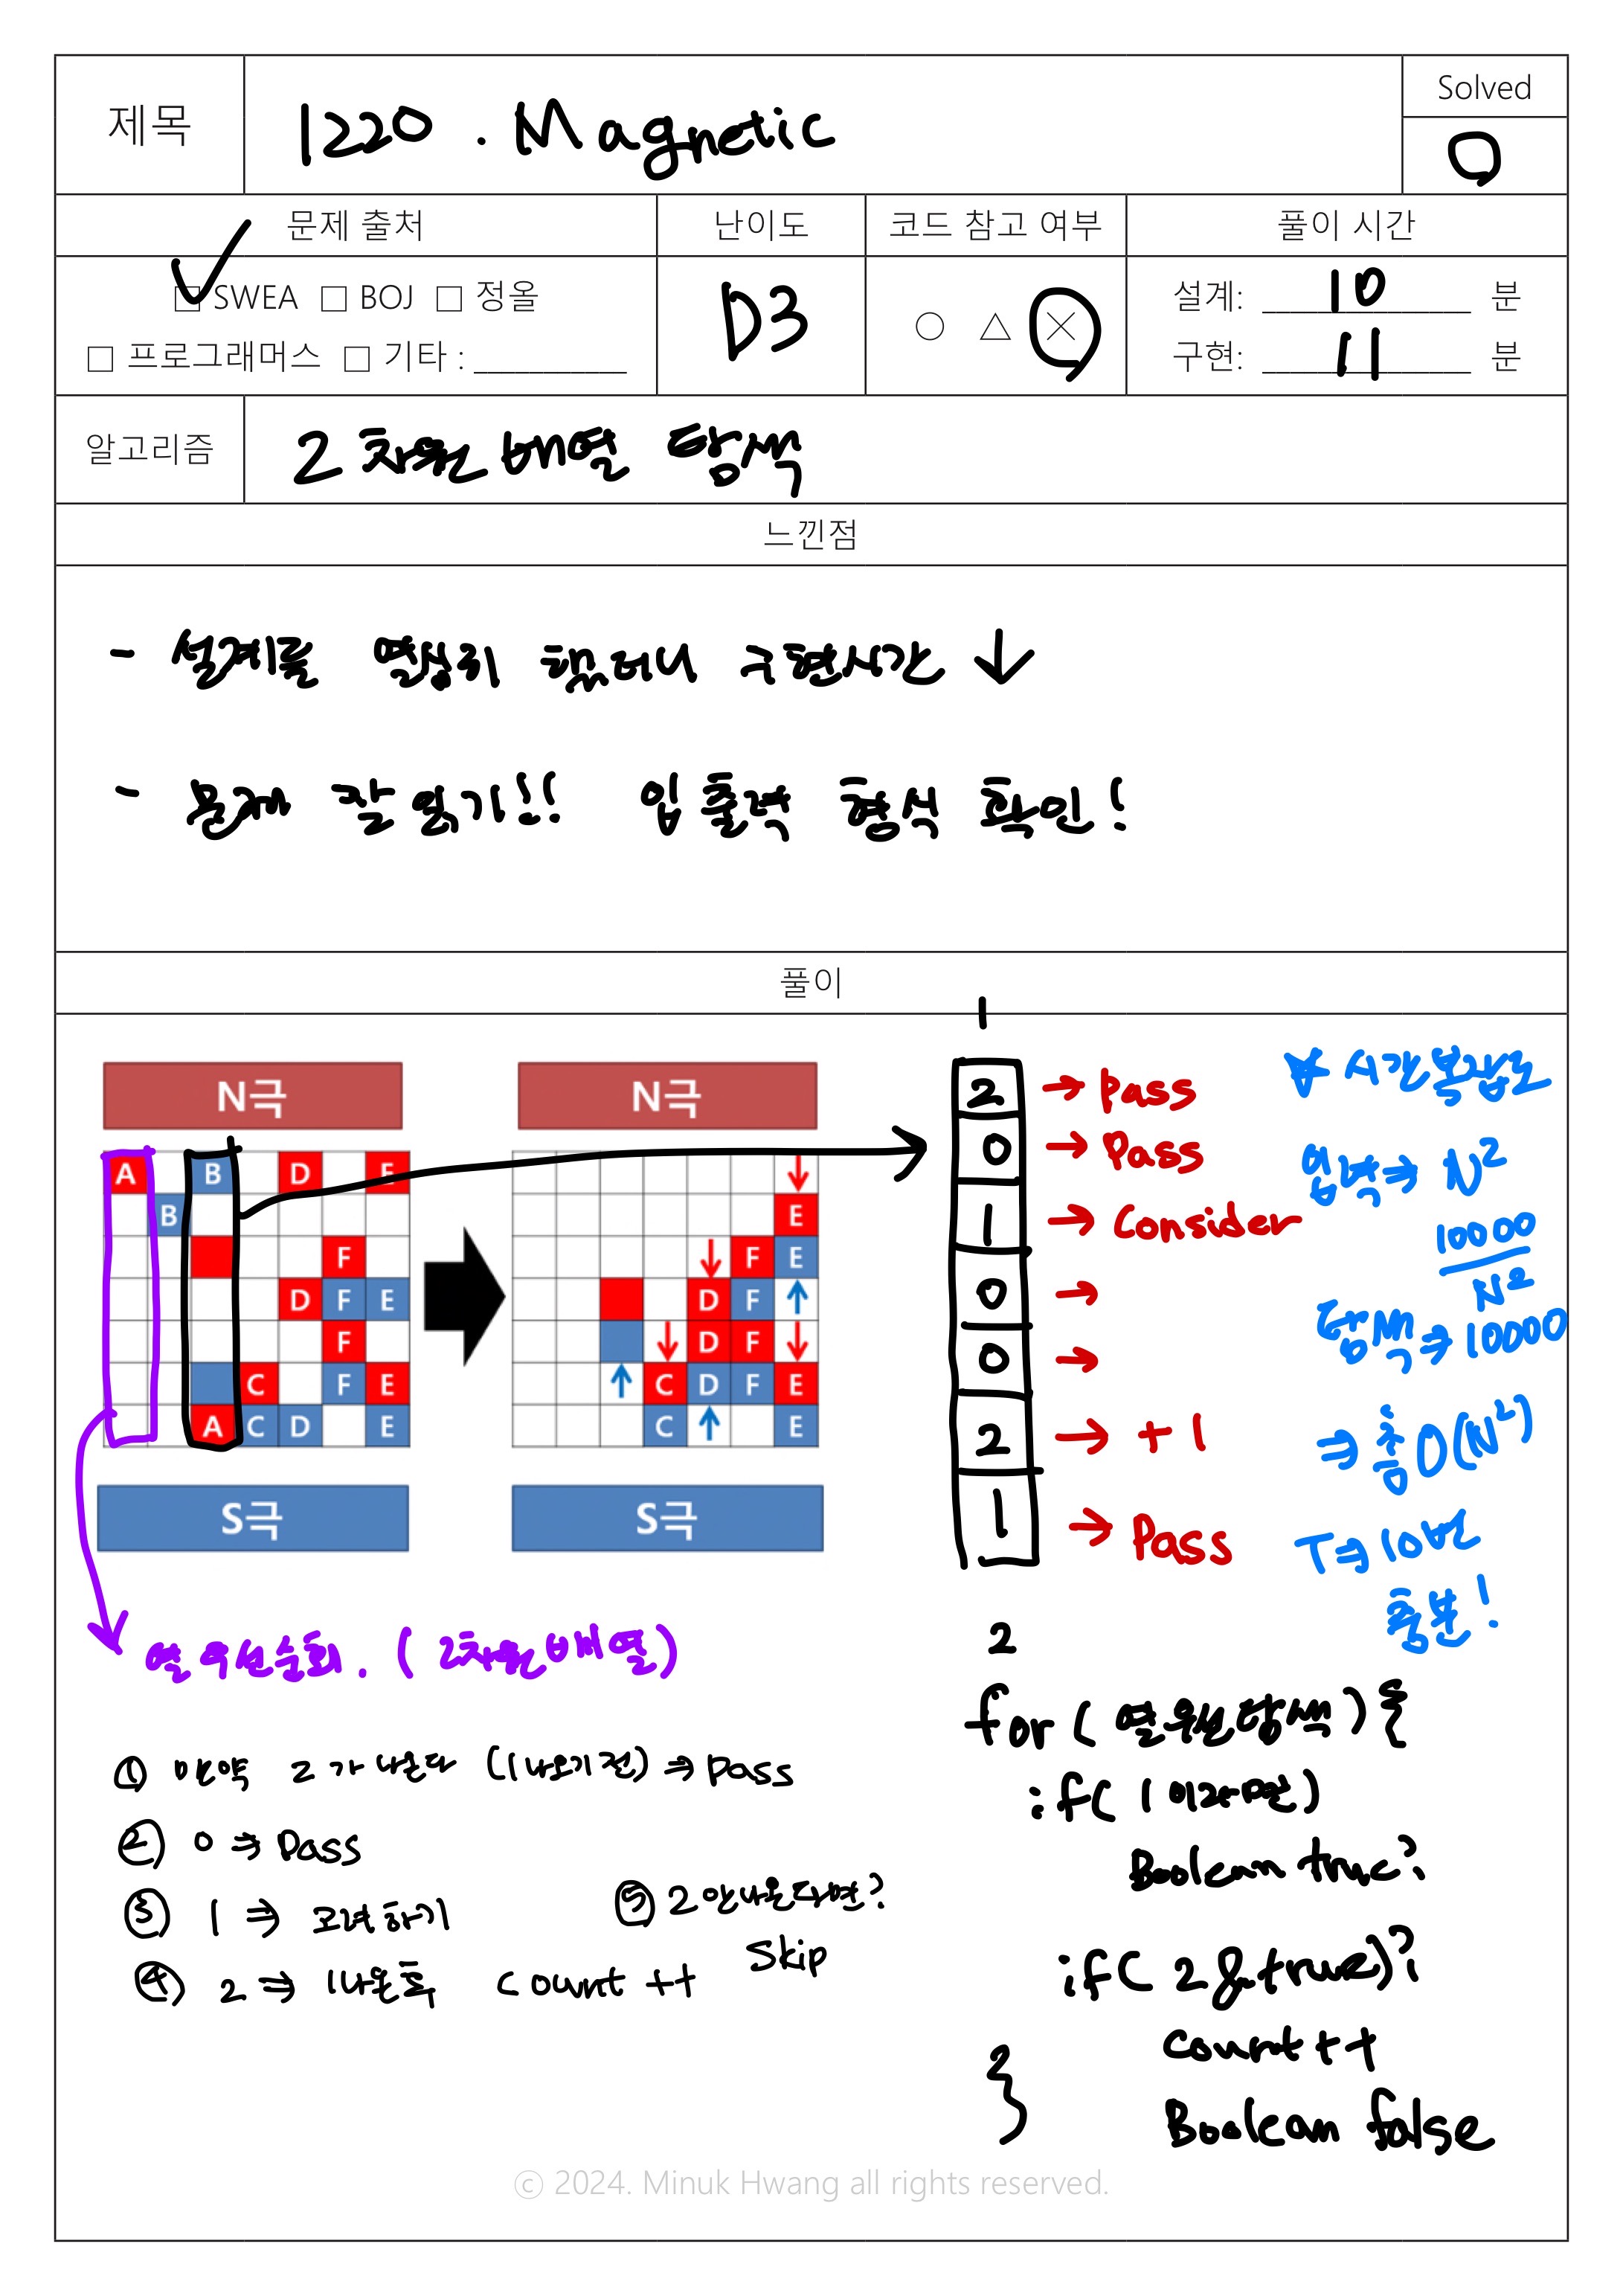 제목
1220 . Magnetic
Solved
O
문제 출처
난이도
코드 참고 여부
풀이 시간
□ SWEA □ BOJ □ 정올
□ 프로그래머스 □ 기타 : ___________
D3
○ △ ×
설계: 10 분
구현: 11 분
알고리즘
2차원 배열 탐색
느낀점
- 설계를 열심히 했더니 구현시간 ↓
- 문제 잘 읽기!! 입출력 형식 확인!
풀이
N극
A B D E
B
F
D F E
F
C F E
A C D E
S극
N극
E
F E
D F
D F
C D F E
C E
S극
1
2 → Pass
0 → Pass
1 → Consider
0 →
0 →
2 → +1
1 → Pass
2
시간복잡도
입력 ⇒ N²
10000
N²
탐색 ⇒ 10000
⇒ 총 O(N²)
T ⇒ 10번
충분!
열 우선순회. (2차원 배열)
① 만약 2가 나온다 (1 나오기 전) ⇒ Pass
② 0 ⇒ Pass
③ 1 ⇒ 고려하기
④ 2 ⇒ 1나온 후 count ++
⑤ 2 안나온다면?
Skip
for ( 열 우선 탐색 ) {
if( 1 이라면 )
Boolean true;
if( 2 & true);
count++
Boolean false
}
© 2024. Minuk Hwang all rights reserved.